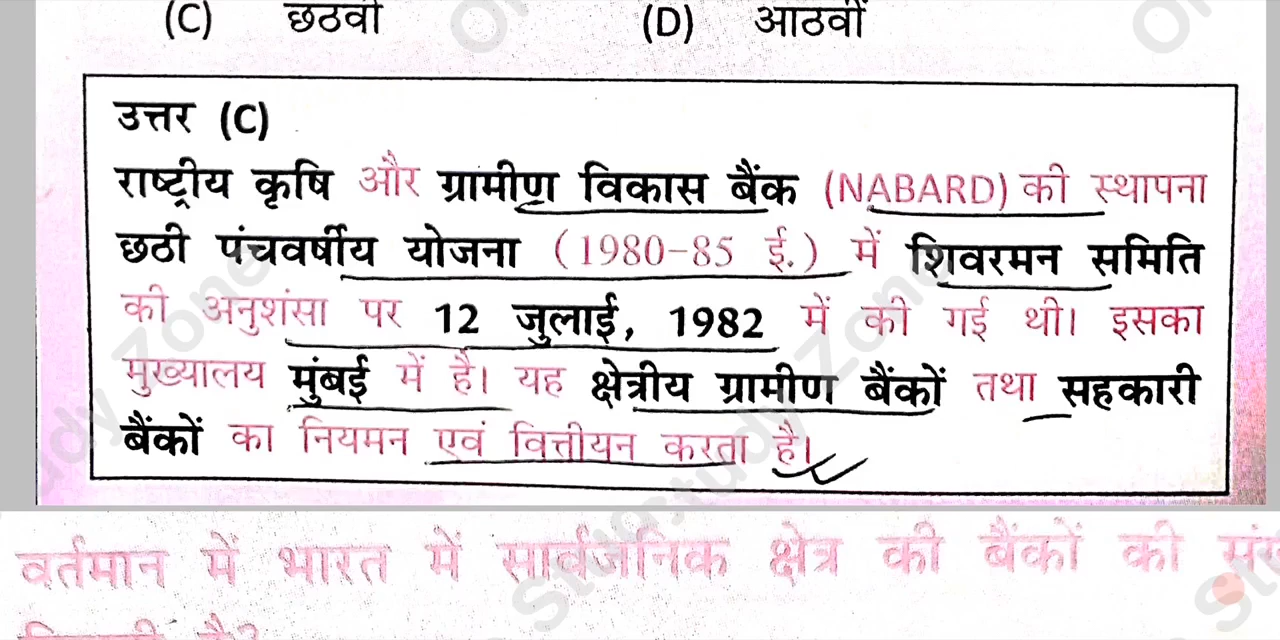 (C) छठवीं (D) आठवीं
उत्तर (C)
राष्ट्रीय कृषि और ग्रामीण विकास बैंक (NABARD) की स्थापना
छठी पंचवर्षीय योजना (1980-85 ई.) में शिवरमन समिति
की अनुशंसा पर 12 जुलाई, 1982 में की गई थी। इसका
मुख्यालय मुंबई में है। यह क्षेत्रीय ग्रामीण बैंकों तथा सहकारी
बैंकों का नियमन एवं वित्तीयन करता है।
वर्तमान में भारत में सार्वजनिक क्षेत्र की बैंकों की